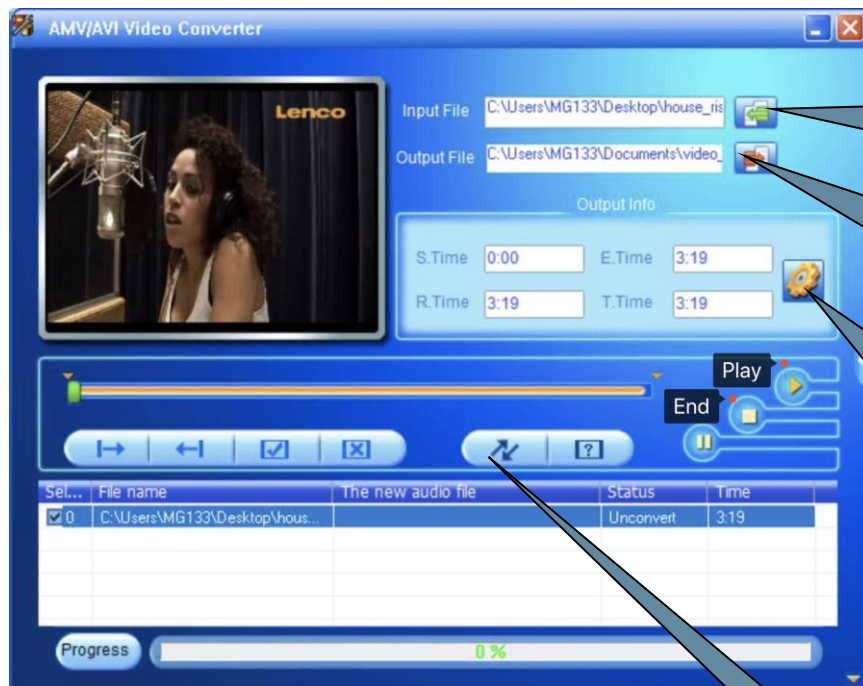 AMV/AVI Video Converter
Lenco
Input File C:\Users\MG133\Desktop\house_ris
Output File C:\Users\MG133\Documents\video_
Output Info
S.Time 0:00 E.Time 3:19
R.Time 3:19 T.Time 3:19
Play
End
Sel... File name The new audio file Status Time
0 C:\Users\MG133\Desktop\hous... Unconvert 3:19
Progress 0 %